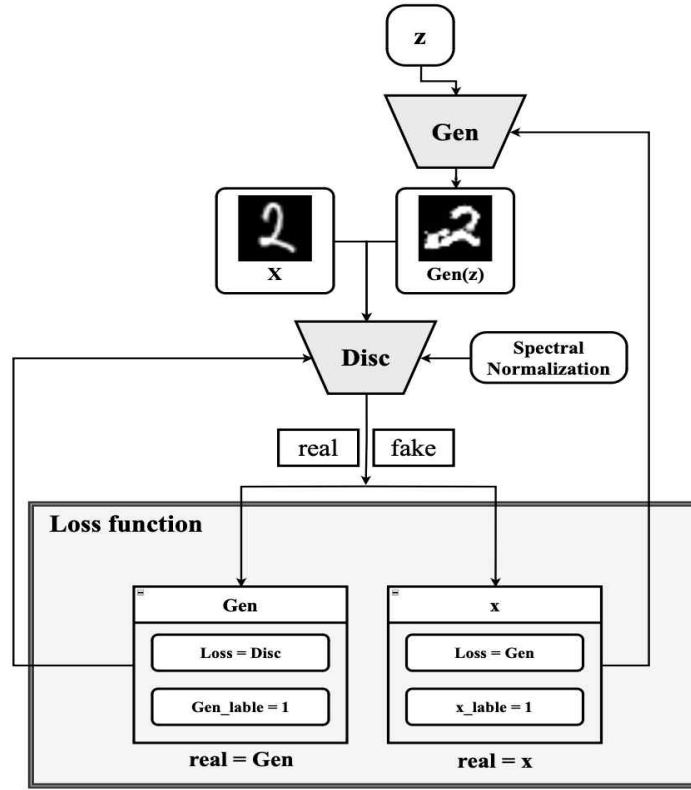 z
Gen
X
Gen(z)
Disc
Spectral
Normalization
real
fake
Loss function
Gen
Loss = Disc
Gen_lable = 1
real = Gen
x
Loss = Gen
x_lable = 1
real = x